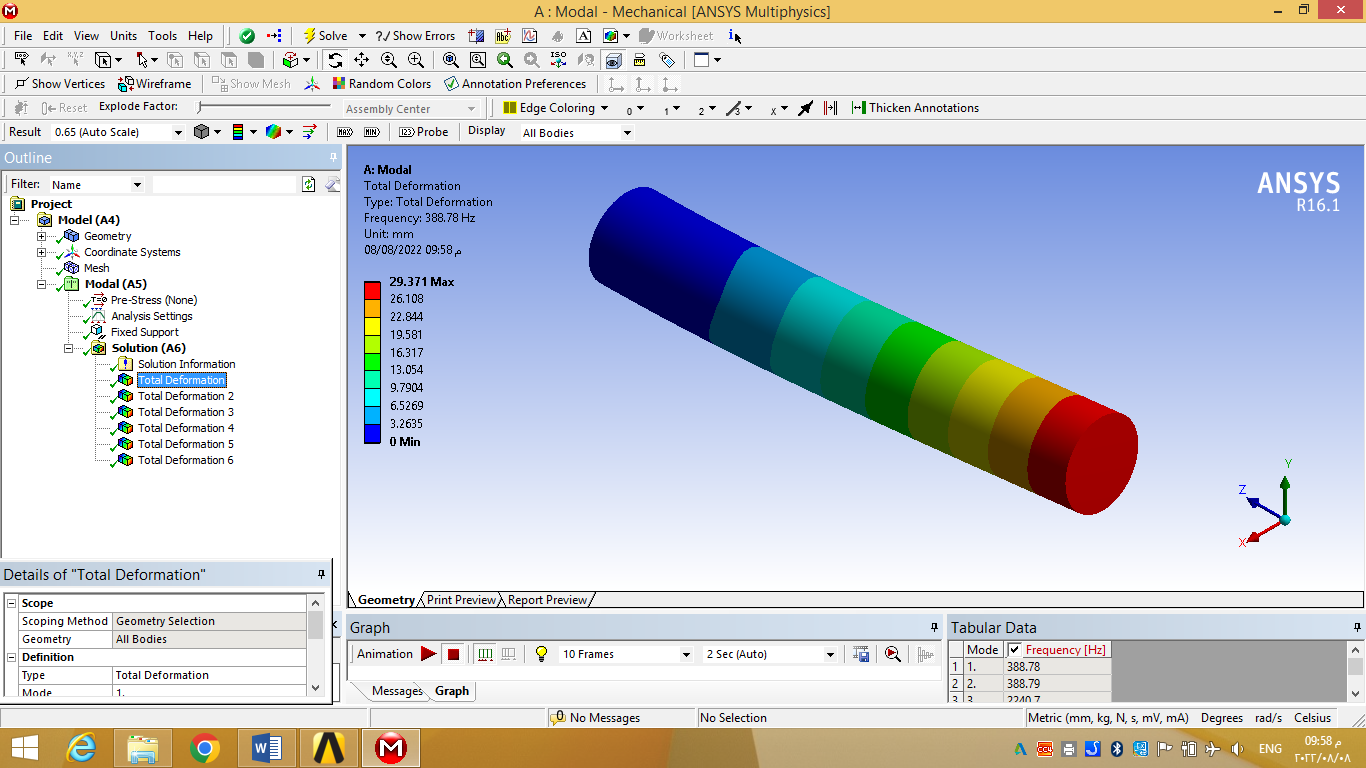 A : Modal - Mechanical [ANSYS Multiphysics]
File Edit View Units Tools Help Solve ?/ Show Errors Worksheet
Show Vertices Wireframe Show Mesh Random Colors Annotation Preferences
Reset Explode Factor: Assembly Center Edge Coloring Thicken Annotations
Result 0.65 (Auto Scale) Probe Display All Bodies
Outline
Filter: Name
Project
Model (A4)
Geometry
Coordinate Systems
Mesh
Modal (A5)
Pre-Stress (None)
Analysis Settings
Fixed Support
Solution (A6)
Solution Information
Total Deformation
Total Deformation 2
Total Deformation 3
Total Deformation 4
Total Deformation 5
Total Deformation 6
Details of "Total Deformation"
Scope
Scoping Method Geometry Selection
Geometry All Bodies
Definition
Type Total Deformation
Mode 1.
A: Modal
Total Deformation
Type: Total Deformation
Frequency: 388.78 Hz
Unit: mm
08/08/2022 09:58 م
29.371 Max
26.108
22.844
19.581
16.317
13.054
9.7904
6.5269
3.2635
0 Min
ANSYS
R16.1
Y
Z
X
Geometry Print Preview Report Preview
Graph
Animation 10 Frames 2 Sec (Auto)
Messages Graph
Tabular Data
Mode Frequency [Hz]
1 1. 388.78
2 2. 388.79
3 3. 2240.7
No Messages No Selection Metric (mm, kg, N, s, mV, mA) Degrees rad/s Celsius
ENG
09:58 م
٢٠٢٢/٠٨/٠٨